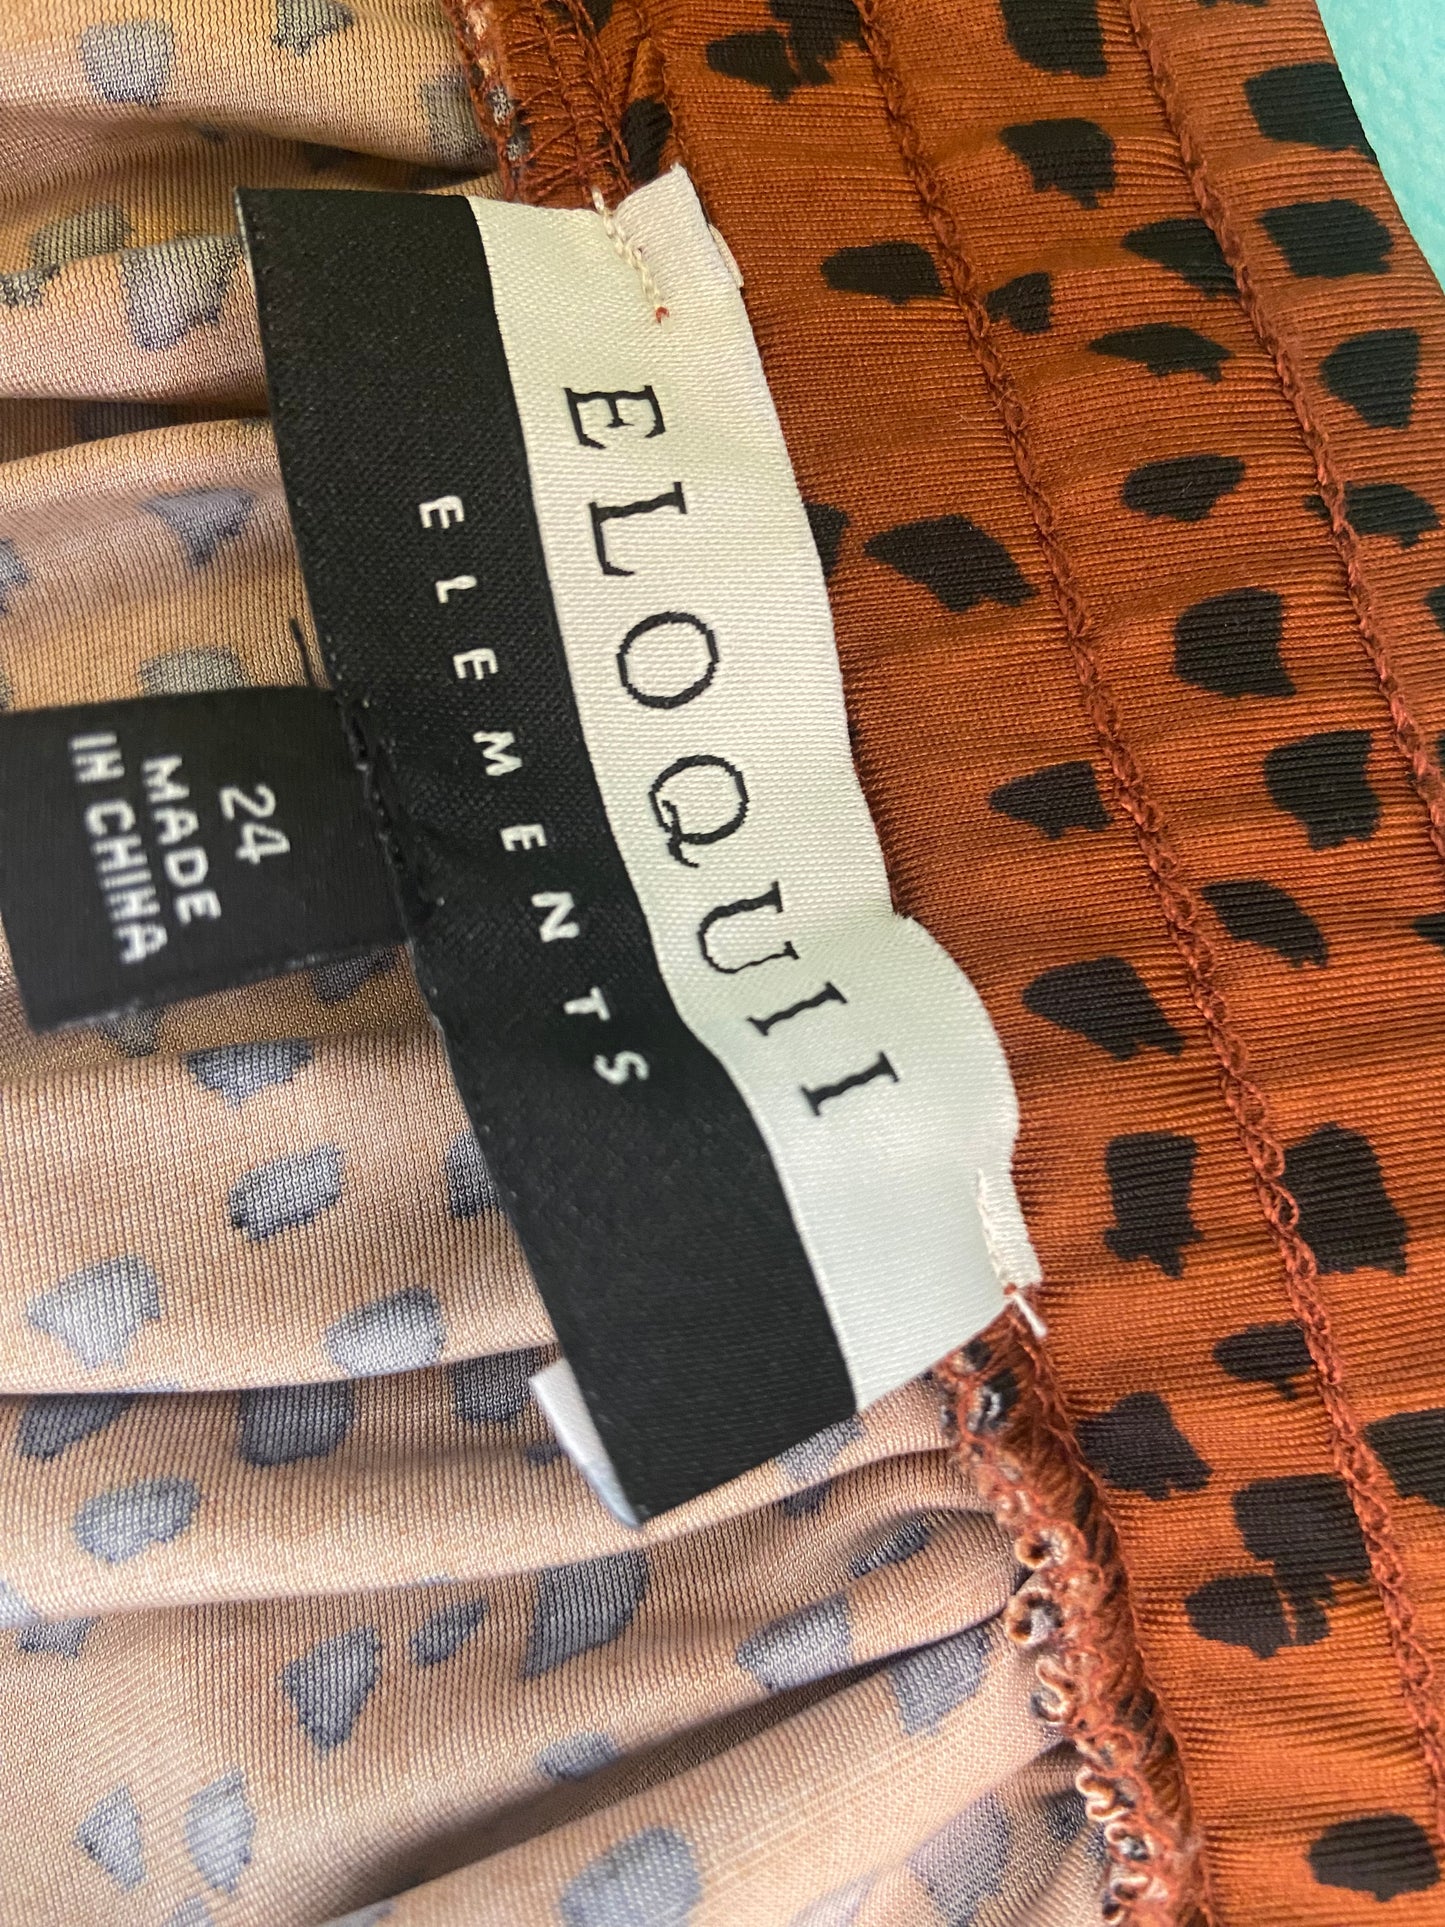 ELOQUII
ELEMENTS
24
MADE
IN CHINA